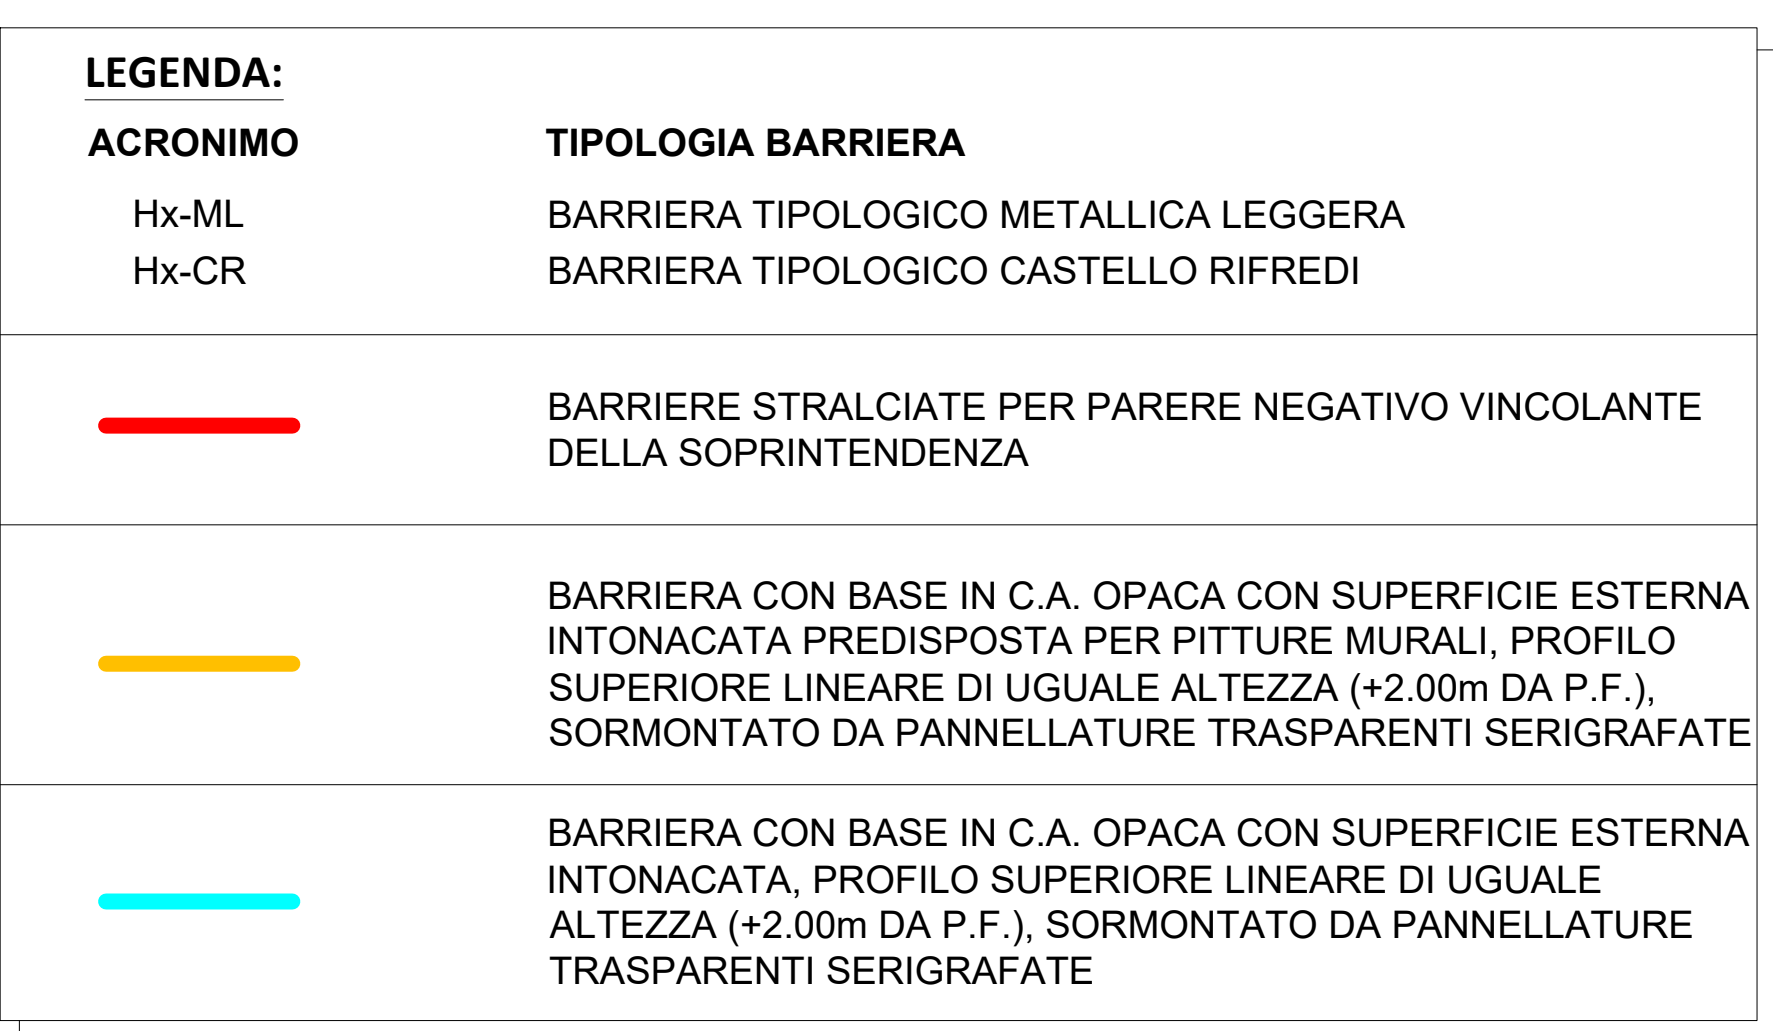 LEGENDA:
ACRONIMO TIPOLOGIA BARRIERA
Hx-ML BARRIERA TIPOLOGICO METALLICA LEGGERA
Hx-CR BARRIERA TIPOLOGICO CASTELLO RIFREDI
BARRIERE STRALCIATE PER PARERE NEGATIVO VINCOLANTE
DELLA SOPRINTENDENZA
BARRIERA CON BASE IN C.A. OPACA CON SUPERFICIE ESTERNA
INTONACATA PREDISPOSTA PER PITTURE MURALI, PROFILO
SUPERIORE LINEARE DI UGUALE ALTEZZA (+2.00m DA P.F.),
SORMONTATO DA PANNELLATURE TRASPARENTI SERIGRAFATE
BARRIERA CON BASE IN C.A. OPACA CON SUPERFICIE ESTERNA
INTONACATA, PROFILO SUPERIORE LINEARE DI UGUALE
ALTEZZA (+2.00m DA P.F.), SORMONTATO DA PANNELLATURE
TRASPARENTI SERIGRAFATE